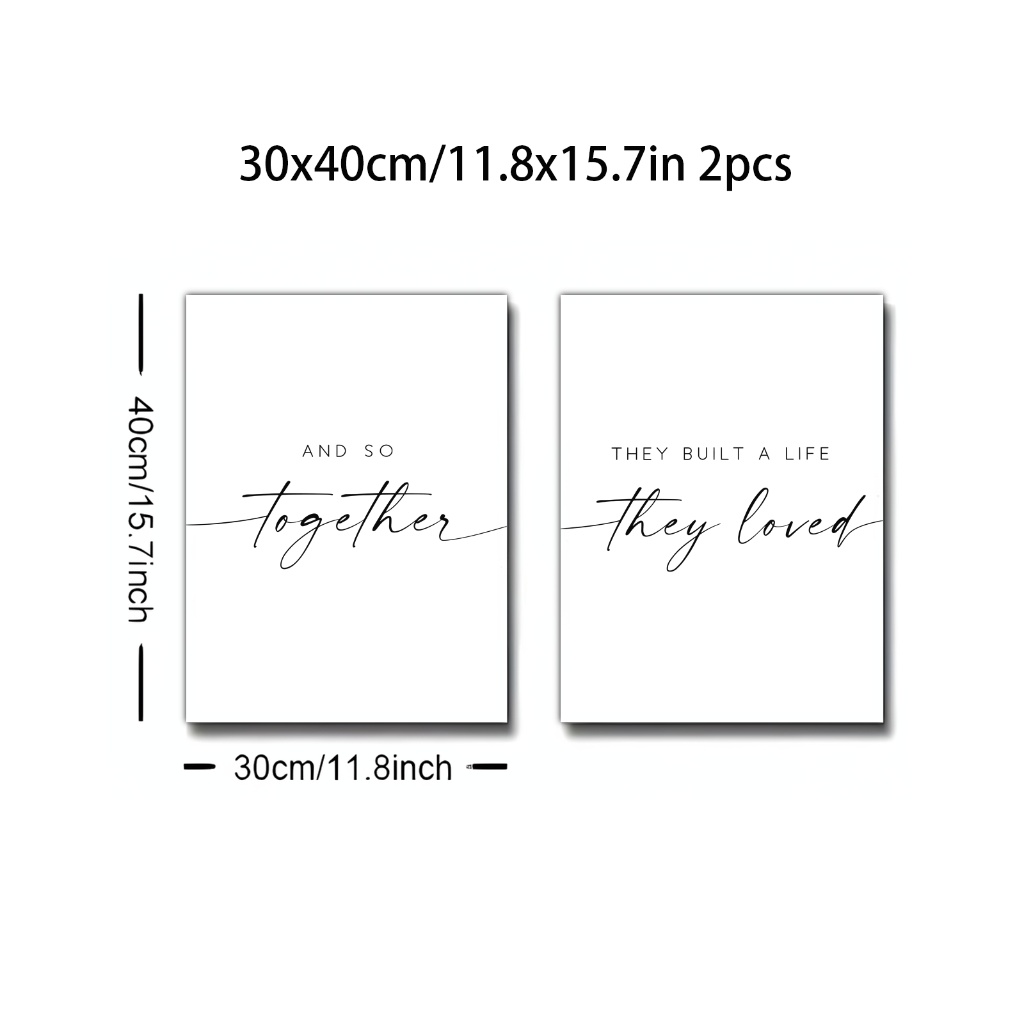 30x40cm/11.8x15.7in 2pcs
40cm/15.7inch
AND SO
together
THEY BUILT A LIFE
they loved
30cm/11.8inch